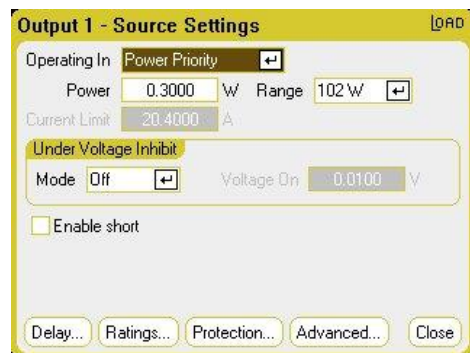 Output 1 - Source Settings LOAD
Operating In Power Priority
Power 0.3000 W Range 102 W
Current Limit 20.4000 A
Under Voltage Inhibit
Mode Off Voltage On 0.0100 V
Enable short
Delay... Ratings... Protection... Advanced... Close